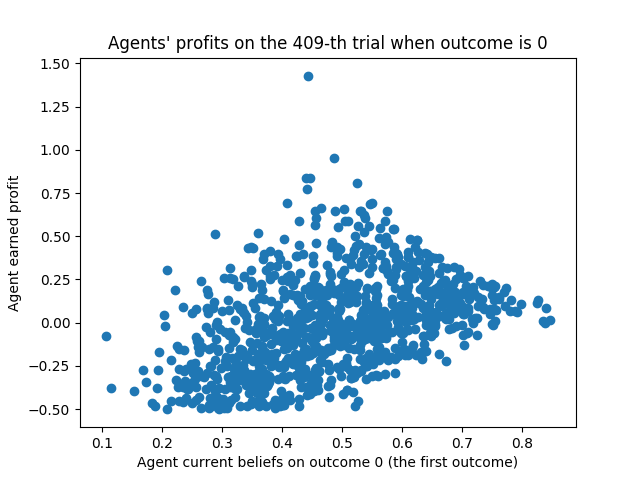 Agents' profits on the 409-th trial when outcome is 0
1.50
1.25
1.00
0.75
0.50
0.25
0.00
−0.25
−0.50
Agent earned profit
0.1 0.2 0.3 0.4 0.5 0.6 0.7 0.8
Agent current beliefs on outcome 0 (the first outcome)